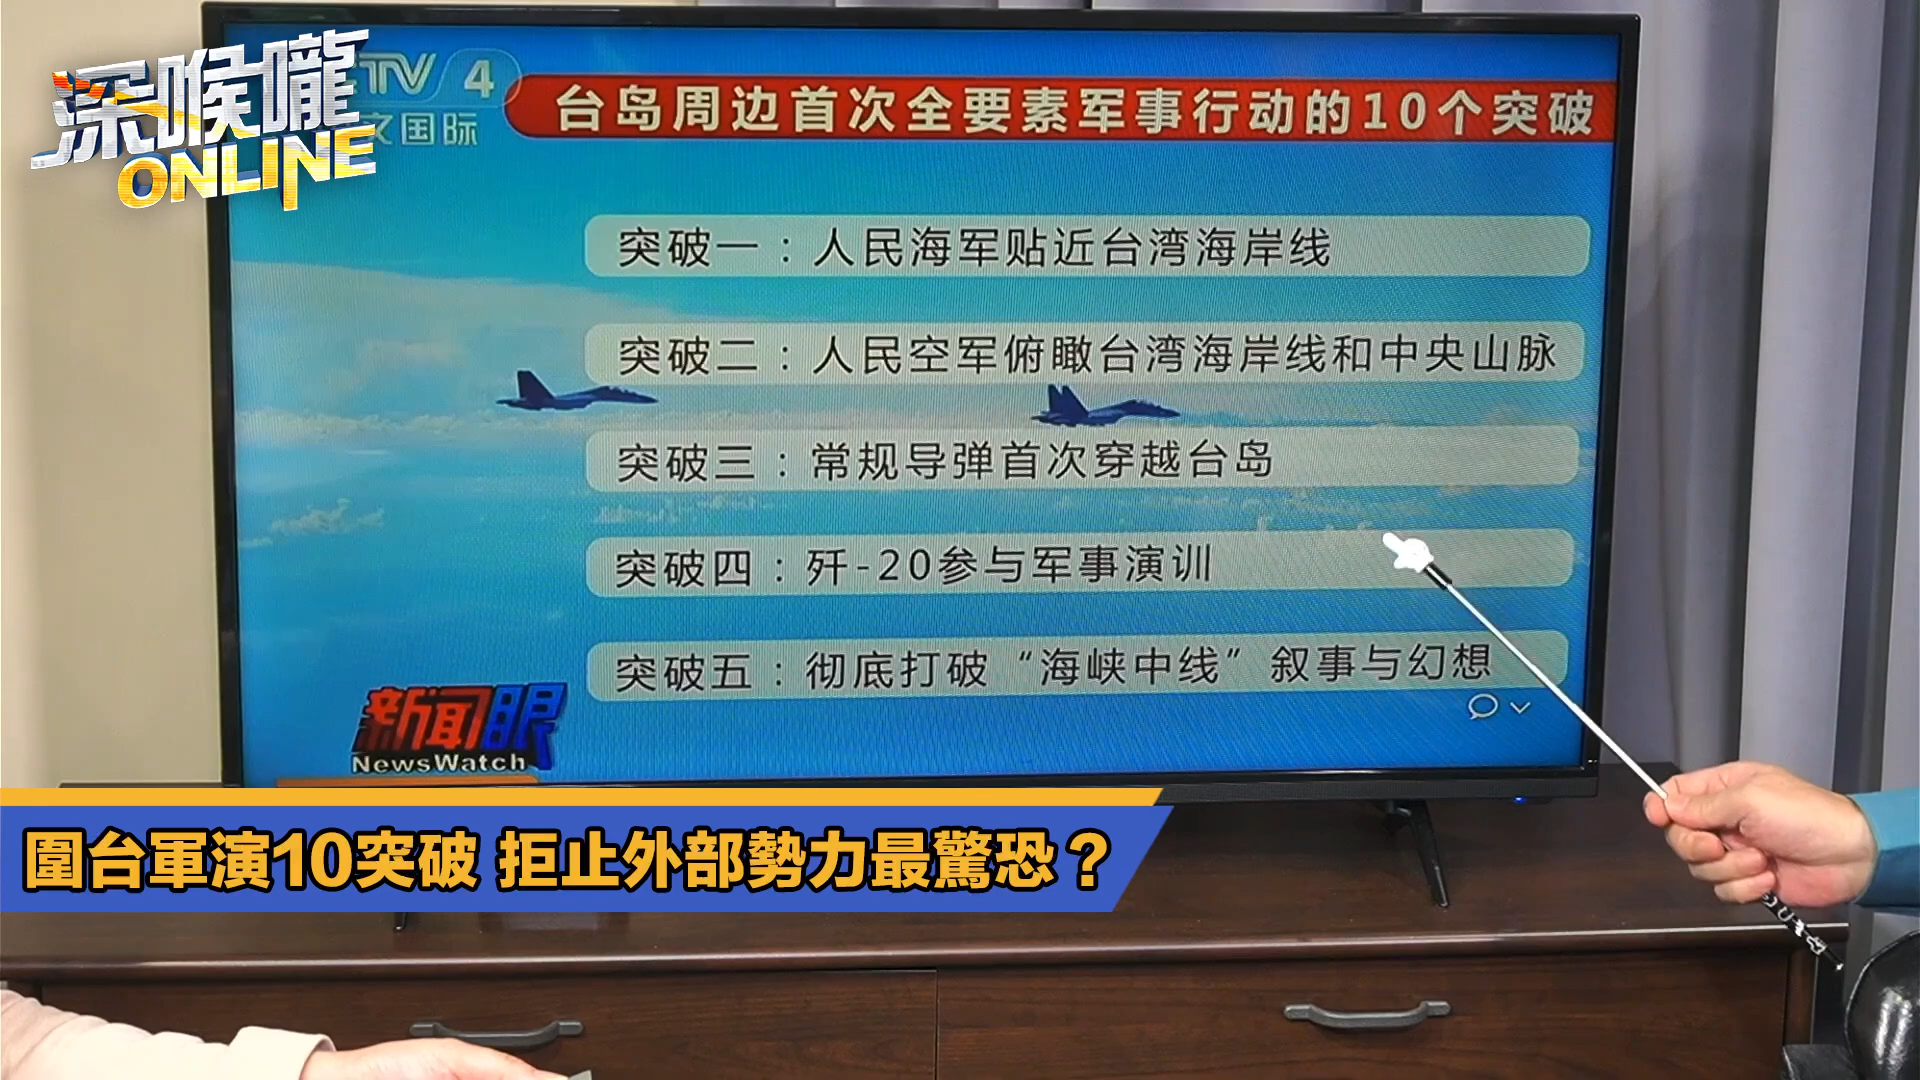 深喉嚨
ONLINE
TV 4
文国际
台岛周边首次全要素军事行动的10个突破
突破一：人民海军贴近台湾海岸线
突破二：人民空军俯瞰台湾海岸线和中央山脉
突破三：常规导弹首次穿越台岛
突破四：歼-20参与军事演训
突破五：彻底打破“海峡中线”叙事与幻想
新闻眼
NewsWatch
圍台軍演10突破 拒止外部勢力最驚恐？